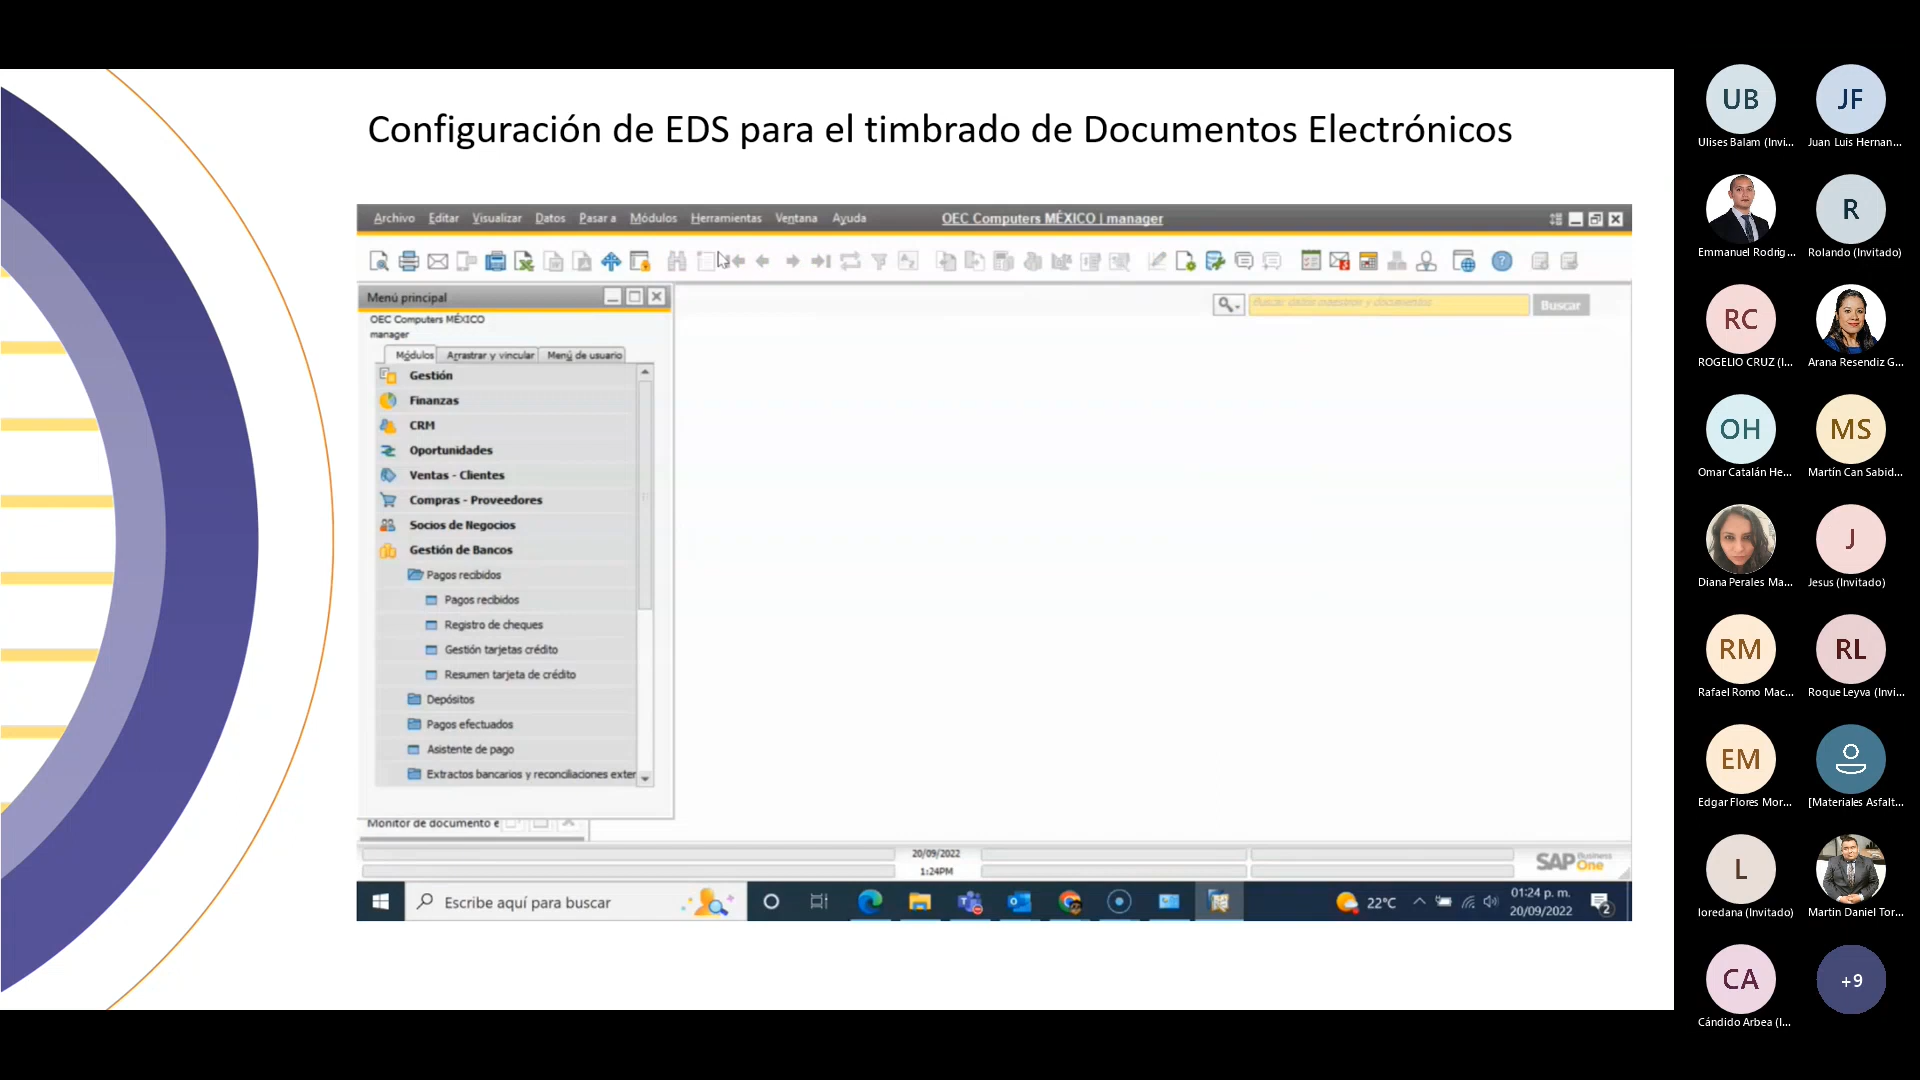 Configuración de EDS para el timbrado de Documentos Electrónicos
Archivo Editar Visualizar Datos Pasar a Módulos Herramientas Ventana Ayuda
OEC Computers MÉXICO | manager
Menú principal
OEC Computers MÉXICO
manager
Módulos Arrastrar y vincular Menú de usuario
Buscar datos maestros y documentos
Buscar
Gestión
Finanzas
CRM
Oportunidades
Ventas - Clientes
Compras - Proveedores
Socios de Negocios
Gestión de Bancos
Pagos recibidos
Pagos recibidos
Registro de cheques
Gestión tarjetas crédito
Resumen tarjeta de crédito
Depósitos
Pagos efectuados
Asistente de pago
Extractos bancarios y reconciliaciones exter
Monitor de documento e
20/09/2022
1:24PM
SAP Business One
Escribe aquí para buscar
22°C
01:24 p. m.
20/09/2022
2
UB
Ulises Balam (Invi...
JF
Juan Luis Hernan...
Emmanuel Rodrig...
R
Rolando (Invitado)
RC
ROGELIO CRUZ (I...
Arana Resendiz G...
OH
Omar Catalán He...
MS
Martín Can Sabid...
Diana Perales Ma...
J
Jesus (Invitado)
RM
Rafael Romo Mac...
RL
Roque Leyva (Invi...
EM
Edgar Flores Mor...
[Materiales Asfalt...
L
loredana (Invitado)
Martin Daniel Tor...
CA
Cándido Arbea (I...
+9